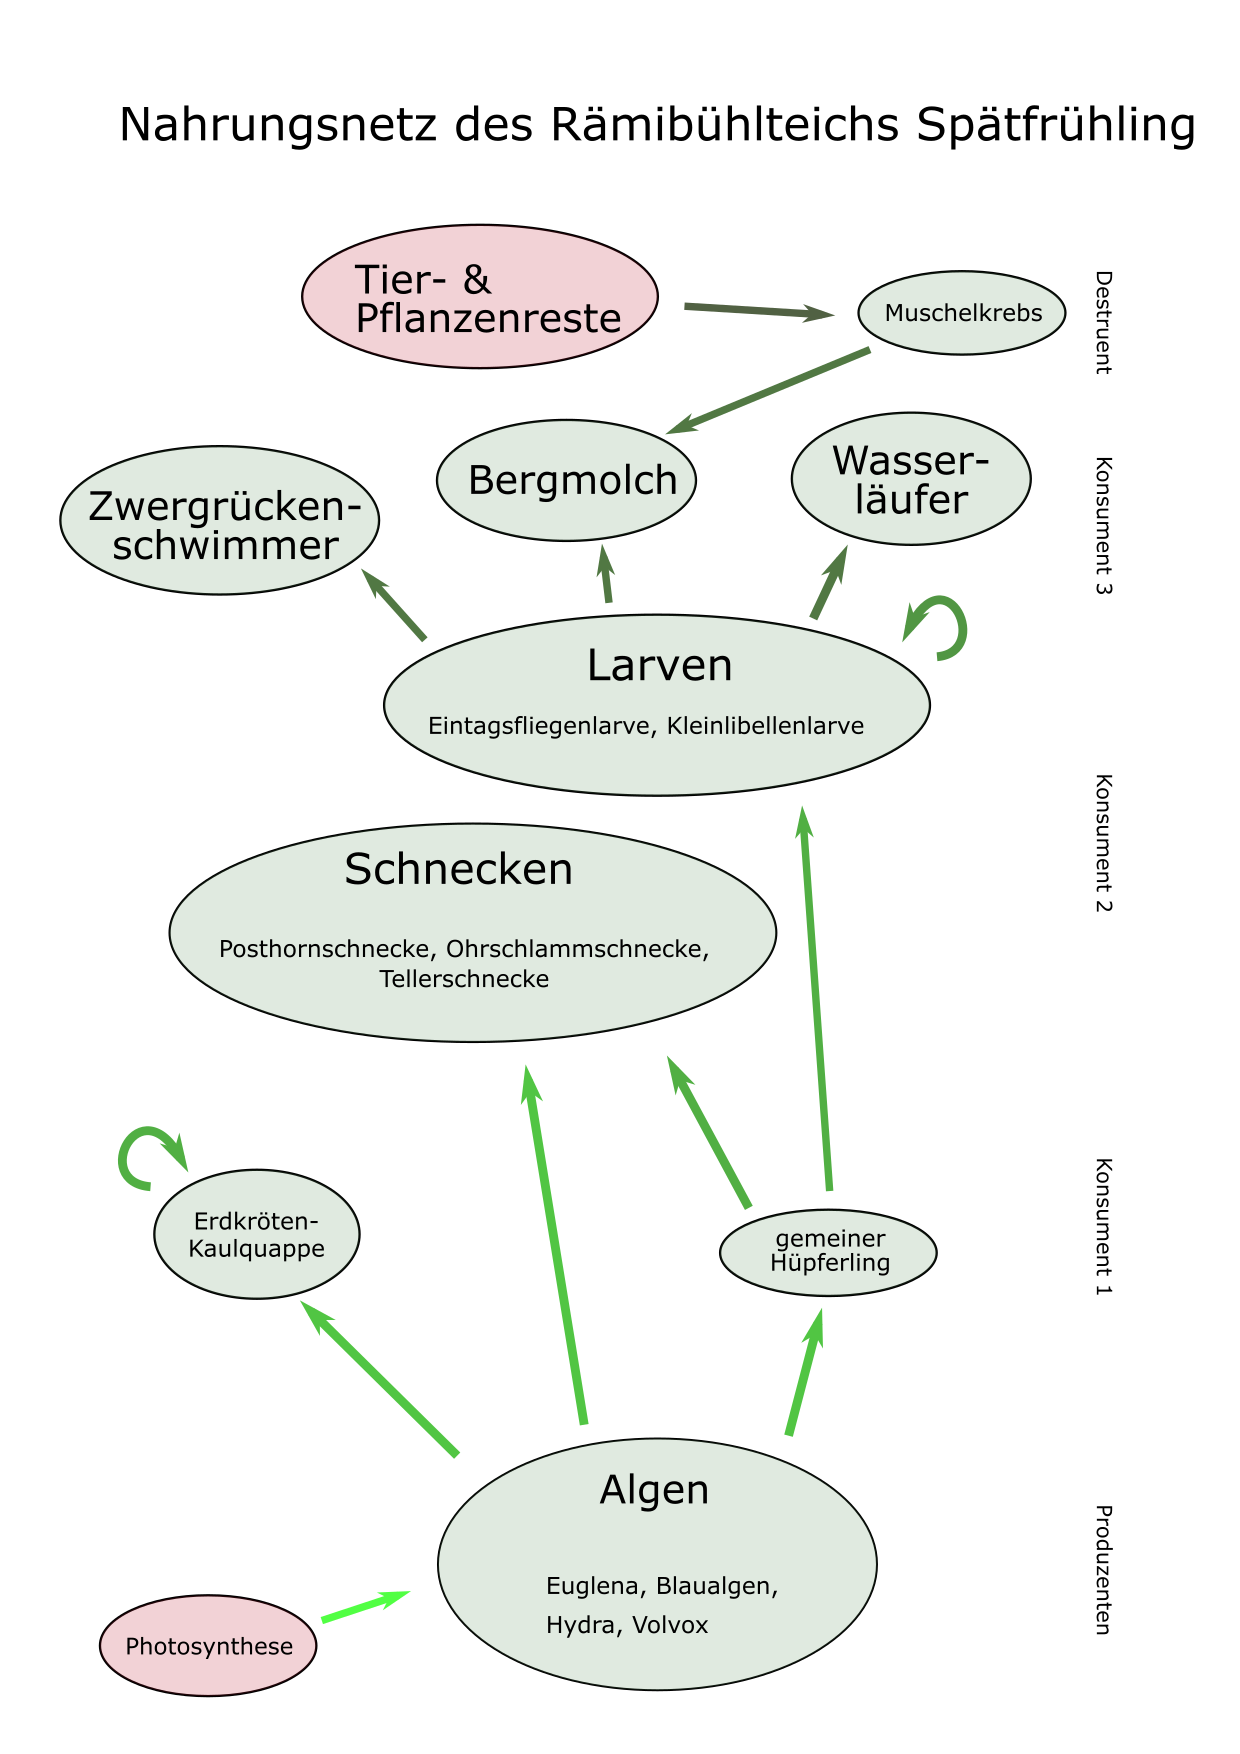 Nahrungsnetz des Rämibühlteichs Spätfrühling
Tier- &
Pflanzenreste
Muschelkrebs
Destruent
Bergmolch
Wasser-
läufer
Zwergrücken-
schwimmer
Konsument 3
Larven
Eintagsfliegenlarve, Kleinlibellenlarve
Konsument 2
Schnecken
Posthornschnecke, Ohrschlammschnecke,
Tellerschnecke
Erdkröten-
Kaulquappe
gemeiner
Hüpferling
Konsument 1
Algen
Euglena, Blaualgen,
Hydra, Volvox
Produzenten
Photosynthese